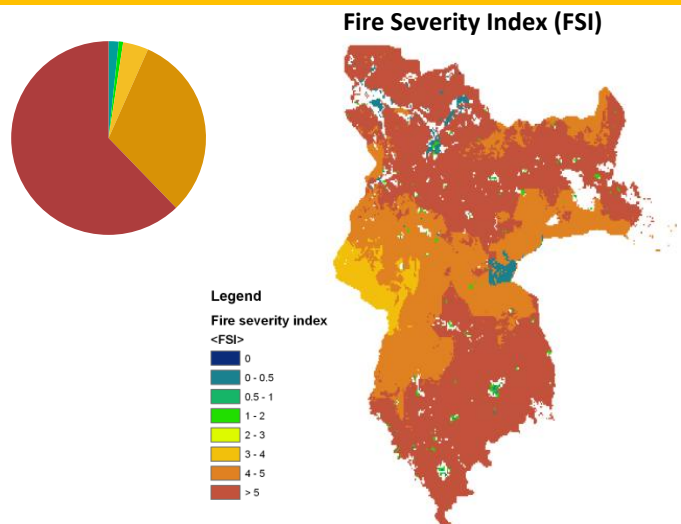 Fire Severity Index (FSI)
Legend
Fire severity index
<FSI>
0
0 - 0.5
0.5 - 1
1 - 2
2 - 3
3 - 4
4 - 5
> 5